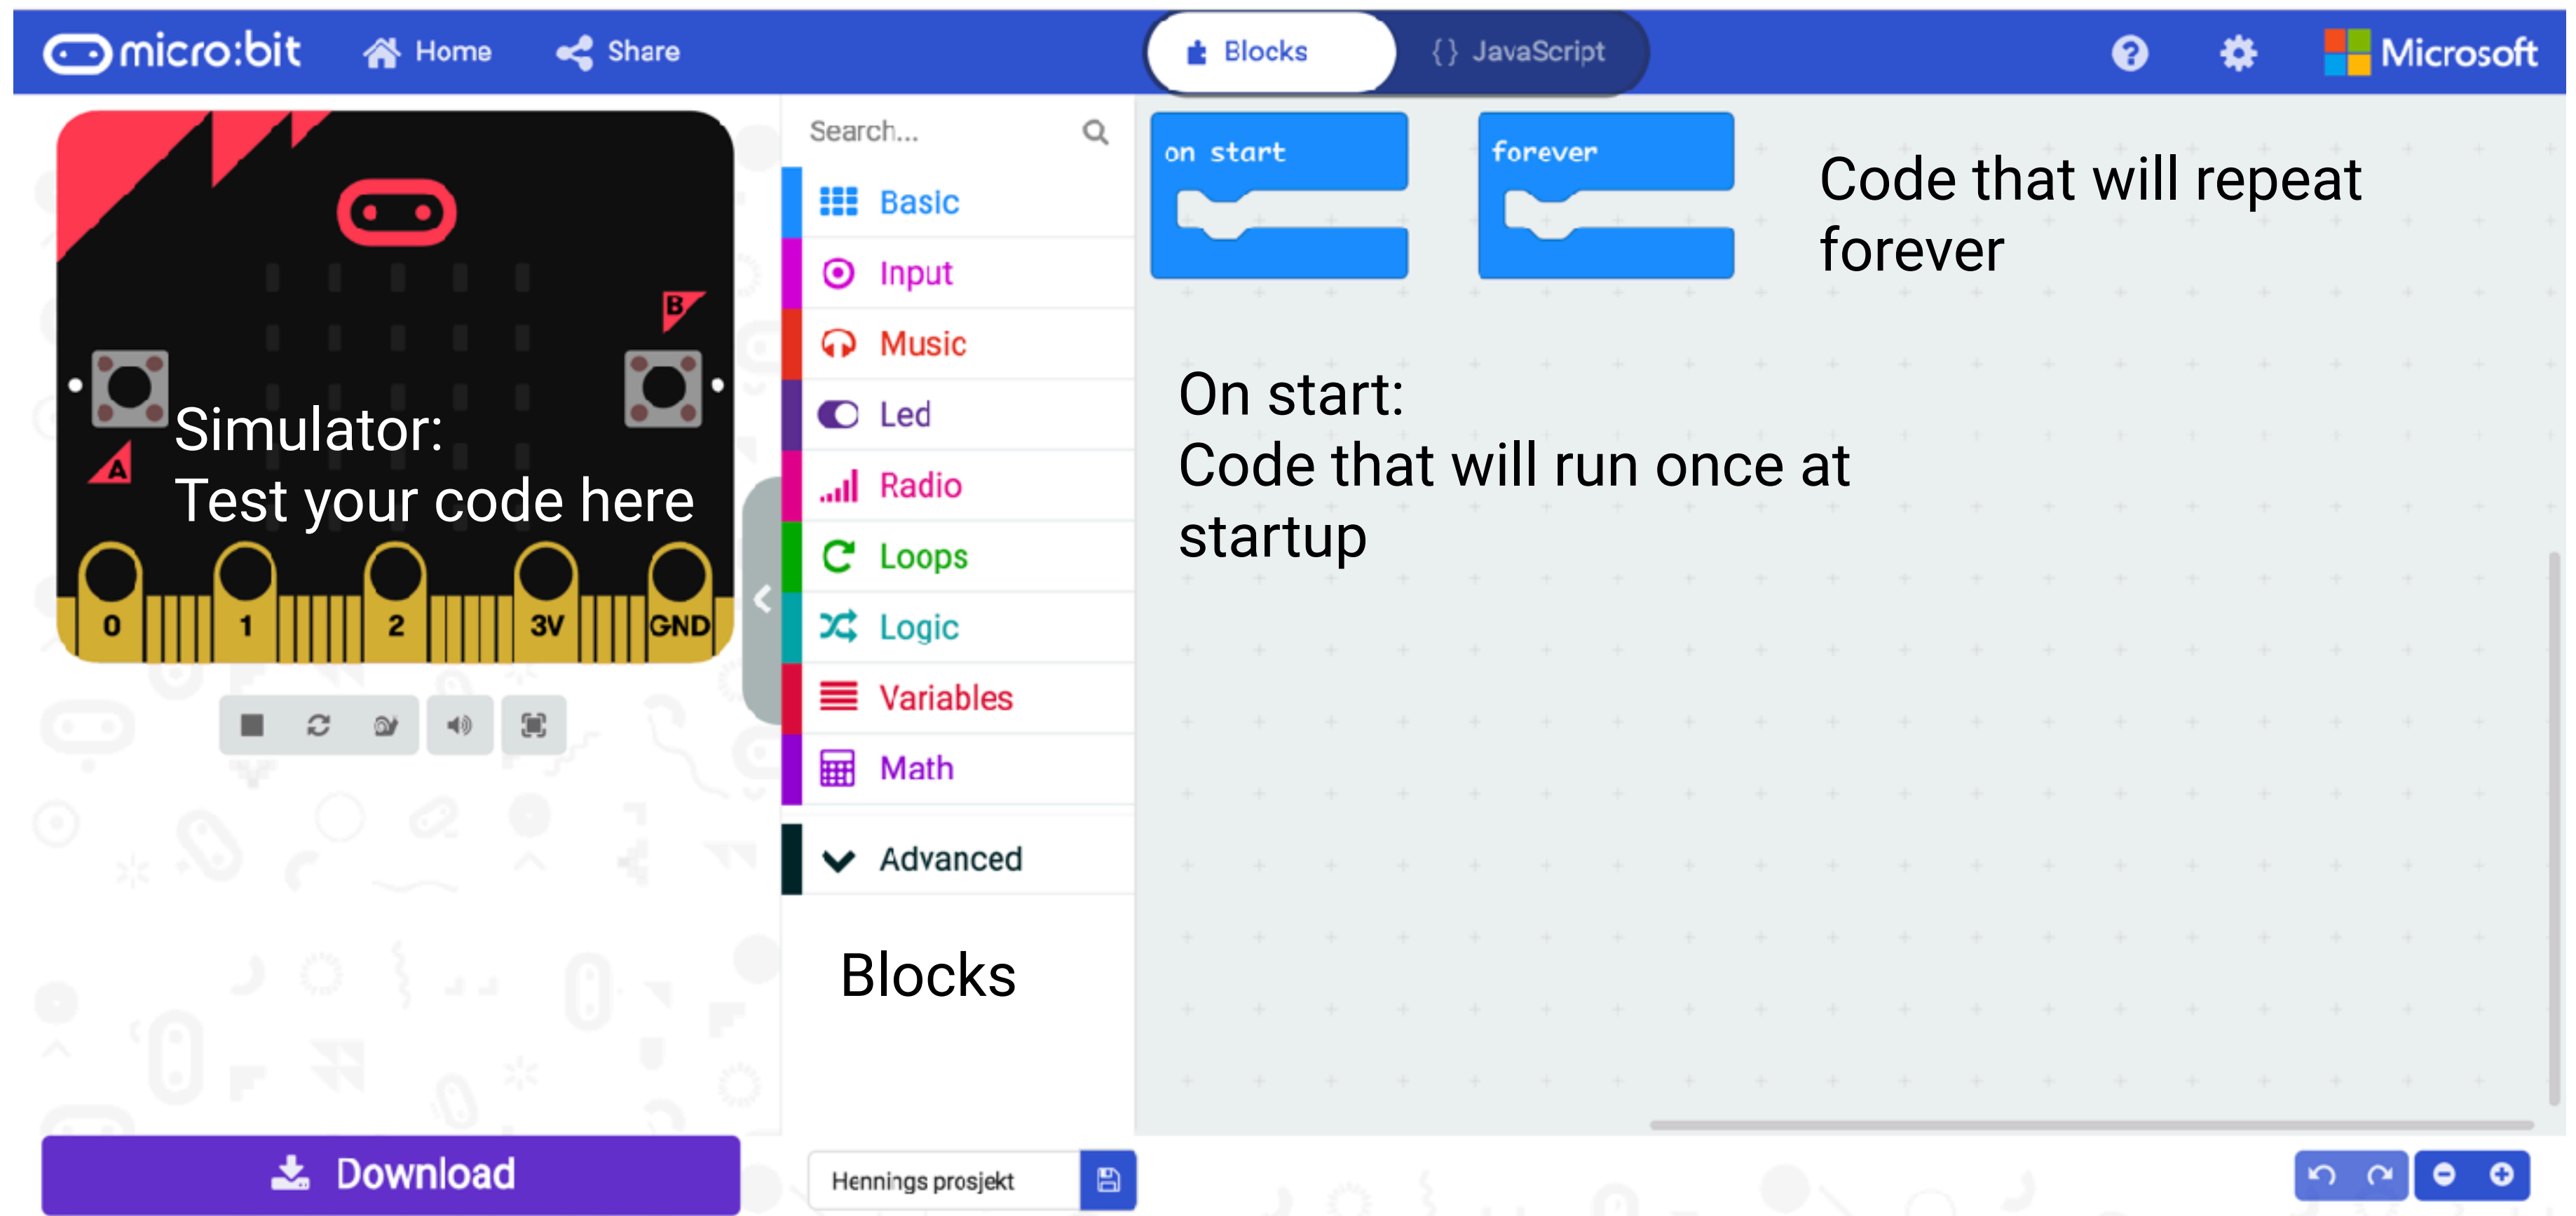 micro:bit
Home
Share
Blocks
{} JavaScript
?
Microsoft
Search...
Basic
Input
Music
Led
Radio
Loops
Logic
Variables
Math
Advanced
Blocks
B
A
Simulator:
Test your code here
0 1 2 3V GND
on start
forever
Code that will repeat
forever
On start:
Code that will run once at
startup
Download
Hennings prosjekt